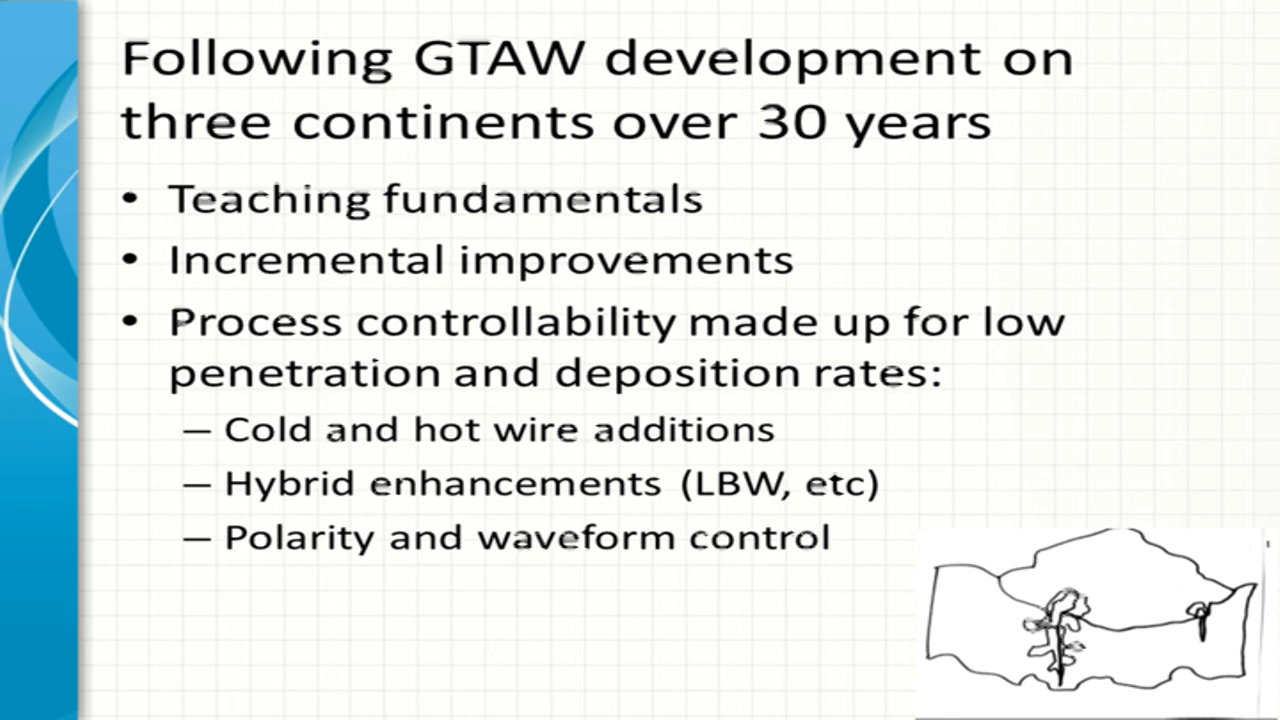 Following GTAW development on
three continents over 30 years
• Teaching fundamentals
• Incremental improvements
• Process controllability made up for low
penetration and deposition rates:
– Cold and hot wire additions
– Hybrid enhancements (LBW, etc)
– Polarity and waveform control